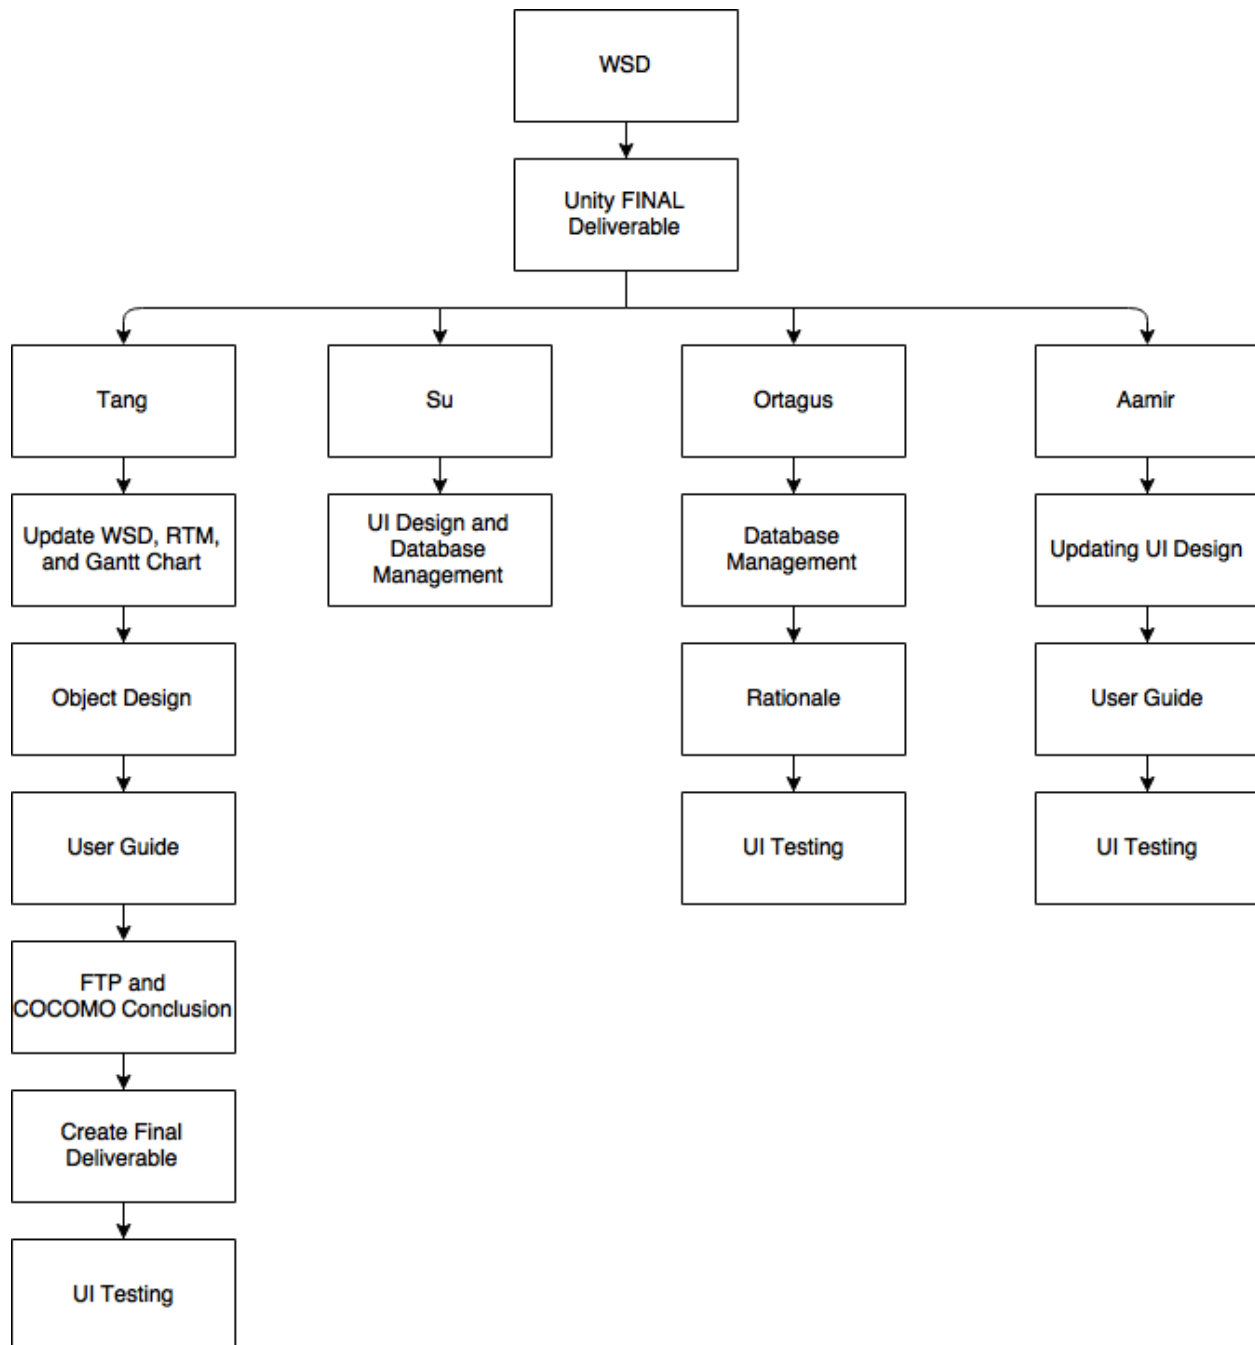 WSD
Unity FINAL
Deliverable
Tang
Su
Ortagus
Aamir
Update WSD, RTM,
and Gantt Chart
UI Design and
Database
Management
Database
Management
Updating UI Design
Object Design
Rationale
User Guide
User Guide
UI Testing
UI Testing
FTP and
COCOMO Conclusion
Create Final
Deliverable
UI Testing